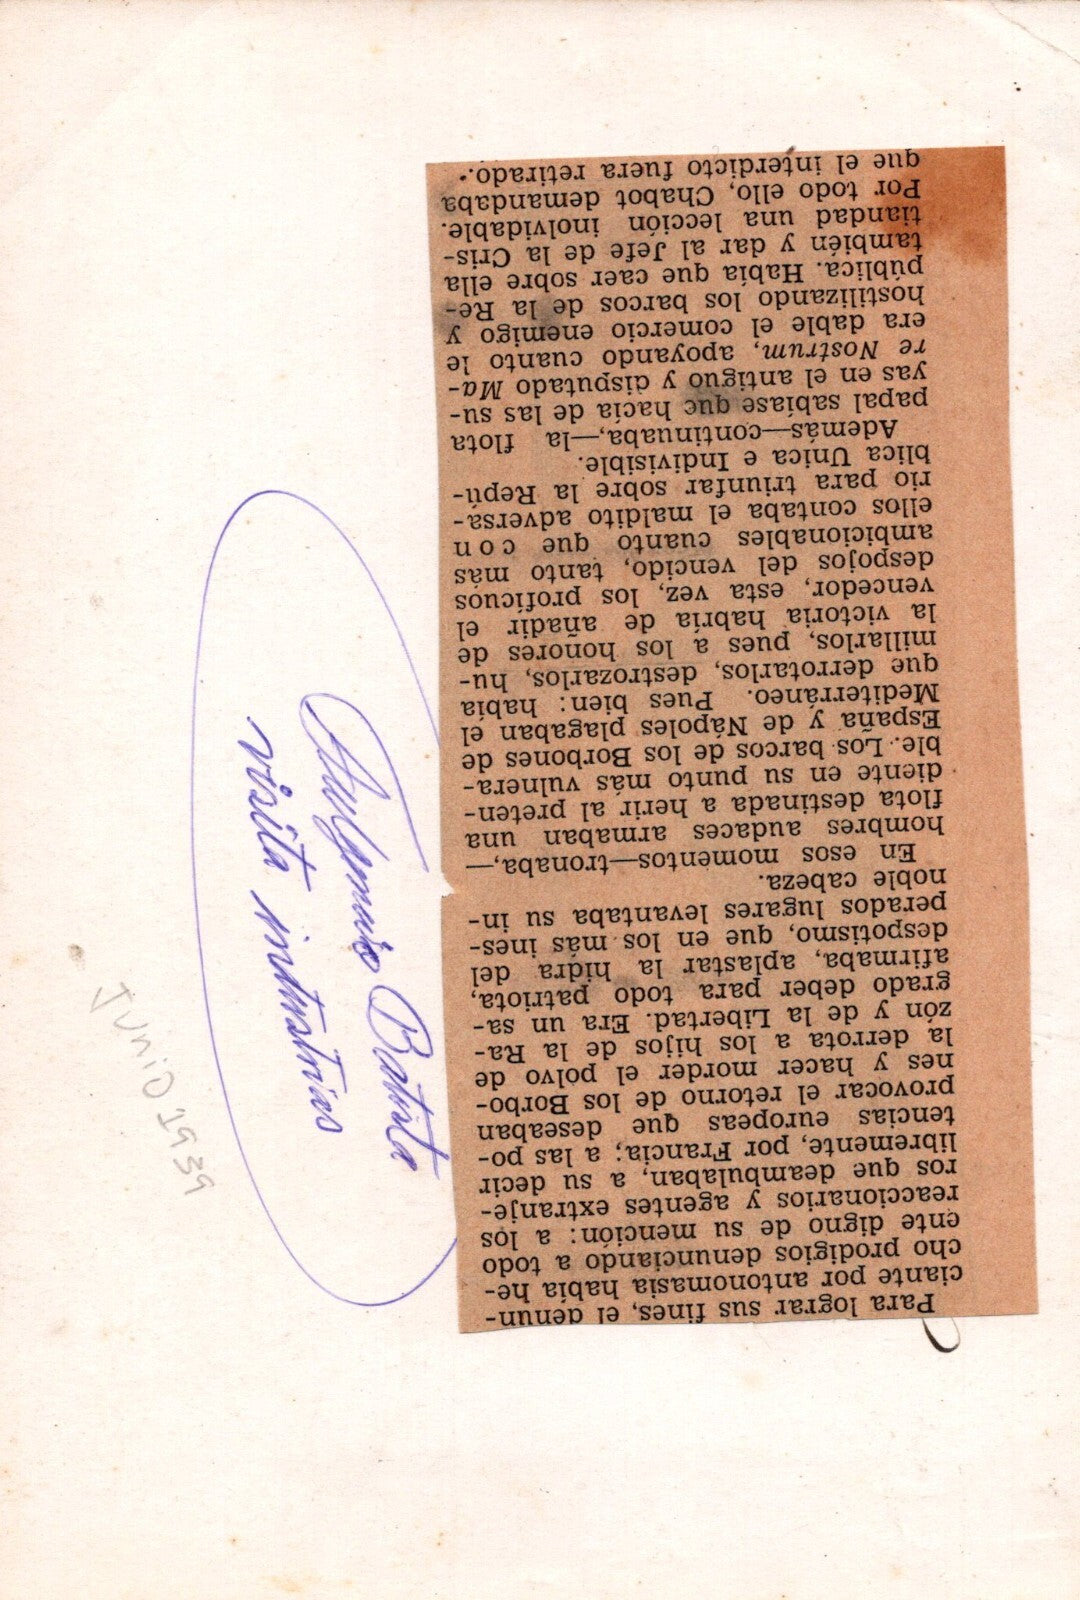 Para lograr sus fines, el denun-
ciante por antonomasia había he-
cho prodigios denunciando a todo
ente digno de su mención: a los
reaccionarios y agentes extranje-
ros que deambulaban, a su decir
libremente, por Francia; a las po-
tencias europeas que deseaban
provocar el retorno de los Borbo-
nes y hacer morder el polvo de
la derrota a los hijos de la Ra-
zón y de la Libertad. Era un sa-
grado deber para todo patriota,
afirmaba, aplastar la hidra del
despotismo, que en los más ines-
perados lugares levantaba su in-
noble cabeza.
En esos momentos—tronaba,—
hombres audaces armaban una
flota destinada a herir al preten-
diente en su punto más vulnera-
ble. Los barcos de los Borbones de
España y de Nápoles plagaban el
Mediterráneo. Pues bien: había
que derrotarlos, destrozarlos, hu-
millarlos, pues a los honores de
la victoria habría de añadir el
vencedor, esta vez, los proficuos
despojos del vencido, tanto más
ambicionables cuanto que con
ellos contaba el maldito adversa-
rio para triunfar sobre la Repú-
blica Unica e Indivisible.
Además—continuaba,—la flota
papal sabíase que hacía de las su-
yas en el antiguo y disputado Ma-
re Nostrum, apoyando cuanto le
era dable el comercio enemigo y
hostilizando los barcos de la Re-
pública. Había que caer sobre ella
también y dar al Jefe de la Cris-
tiandad una lección inolvidable.
Por todo ello, Chabot demandaba
que el interdicto fuera retirado.
Fulgencio Batista
visita industrias
Junio, 1939